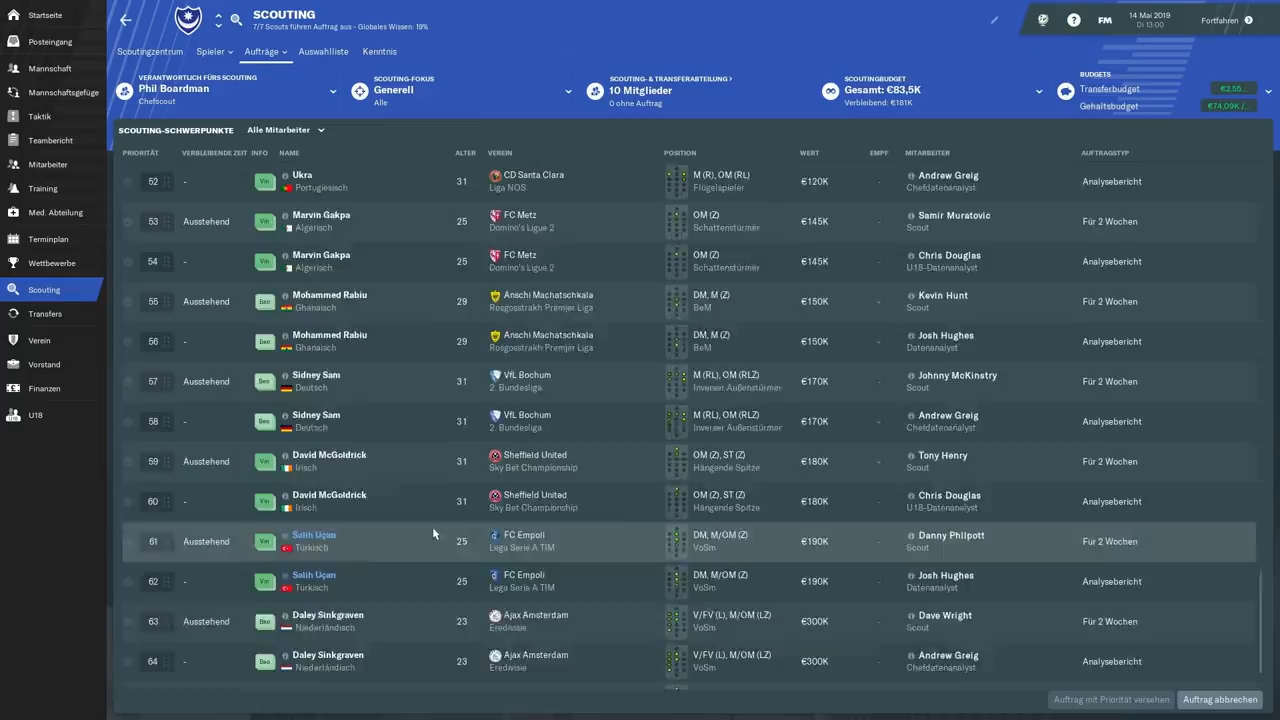 Startseite
Posteingang
Mannschaft
Mannschaftsgefüge
Taktik
Teambericht
Mitarbeiter
Training
Med. Abteilung
Terminplan
Wettbewerbe
Scouting
Transfers
Verein
Vorstand
Finanzen
U18
SCOUTING
7/7 Scouts führen Auftrag aus - Globales Wissen: 19%
FM
14 Mai 2019
Di 13:00
Fortfahren
Scoutingzentrum Spieler Aufträge Auswahlliste Kenntnis
VERANTWORTLICH FÜRS SCOUTING
Phil Boardman
Chefscout
SCOUTING-FOKUS
Generell
Alle
SCOUTING- & TRANSFERABTEILUNG >
10 Mitglieder
0 ohne Auftrag
SCOUTINGBUDGET
Gesamt: €83,5K
Verbleibend: €181K
BUDGETS
Transferbudget €2,55...
Gehaltsbudget €74,09K /...
SCOUTING-SCHWERPUNKTE Alle Mitarbeiter
PRIORITÄT VERBLEIBENDE ZEIT INFO NAME ALTER VEREIN POSITION WERT EMPF MITARBEITER AUFTRAGSTYP
52 - Vm Ukra 31 CD Santa Clara M (R), OM (RL) €120K - Andrew Greig Analysebericht
Portugiesisch Liga NOS Flügelspieler Chefdatenanalyst
53 Ausstehend Vm Marvin Gakpa 25 FC Metz OM (Z) €145K - Samir Muratovic Für 2 Wochen
Algerisch Domino's Ligue 2 Schattenstürmer Scout
54 - Vm Marvin Gakpa 25 FC Metz OM (Z) €145K - Chris Douglas Analysebericht
Algerisch Domino's Ligue 2 Schattenstürmer U18-Datenanalyst
55 Ausstehend Beo Mohammed Rabiu 29 Anschi Machatschkala DM, M (Z) €150K - Kevin Hunt Für 2 Wochen
Ghanaisch Rosgosstrakh Premjer Liga BeM Scout
56 - Beo Mohammed Rabiu 29 Anschi Machatschkala DM, M (Z) €150K - Josh Hughes Analysebericht
Ghanaisch Rosgosstrakh Premjer Liga BeM Datenanalyst
57 Ausstehend Beo Sidney Sam 31 VfL Bochum M (RL), OM (RLZ) €170K - Johnny McKinstry Für 2 Wochen
Deutsch 2. Bundesliga Inverser Außenstürmer Scout
58 - Beo Sidney Sam 31 VfL Bochum M (RL), OM (RLZ) €170K - Andrew Greig Analysebericht
Deutsch 2. Bundesliga Inverser Außenstürmer Chefdatenanalyst
59 Ausstehend Vm David McGoldrick 31 Sheffield United OM (Z), ST (Z) €180K - Tony Henry Für 2 Wochen
Irisch Sky Bet Championship Hängende Spitze Scout
60 - Vm David McGoldrick 31 Sheffield United OM (Z), ST (Z) €180K - Chris Douglas Analysebericht
Irisch Sky Bet Championship Hängende Spitze U18-Datenanalyst
61 Ausstehend Vm Salih Uçan 25 FC Empoli DM, M/OM (Z) €190K - Danny Philpott Für 2 Wochen
Türkisch Lega Serie A TIM VoSm Scout
62 - Vm Salih Uçan 25 FC Empoli DM, M/OM (Z) €190K - Josh Hughes Analysebericht
Türkisch Lega Serie A TIM VoSm Datenanalyst
63 Ausstehend Beo Daley Sinkgraven 23 Ajax Amsterdam V/FV (L), M/OM (LZ) €300K - Dave Wright Für 2 Wochen
Niederländisch Eredivisie VoSm Scout
64 - Beo Daley Sinkgraven 23 Ajax Amsterdam V/FV (L), M/OM (LZ) €300K - Andrew Greig Analysebericht
Niederländisch Eredivisie VoSm Chefdatenanalyst
Auftrag mit Priorität versehen Auftrag abbrechen